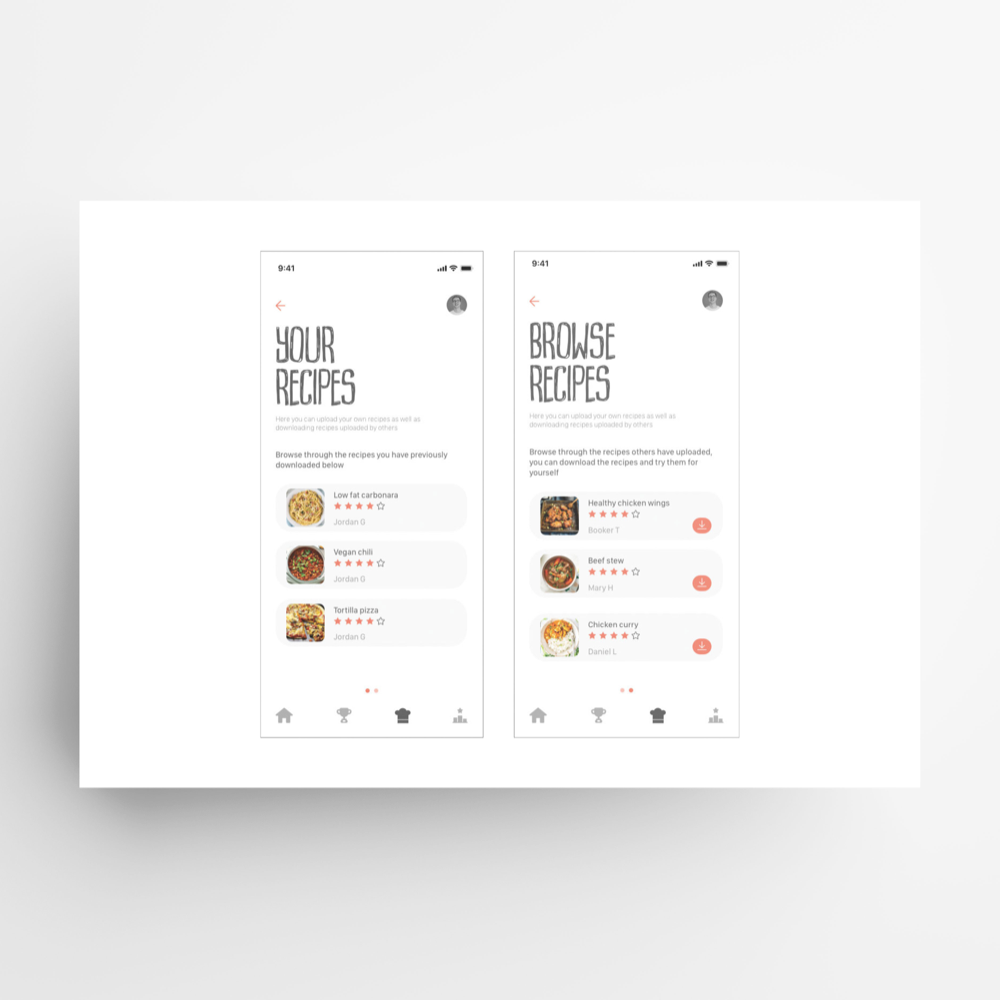 9:41
YOUR
RECIPES
Here you can upload your own recipes as well as
downloading recipes uploaded by others
Browse through the recipes you have previously
downloaded below
Low fat carbonara
Jordan G
Vegan chili
Jordan G
Tortilla pizza
Jordan G
9:41
BROWSE
RECIPES
Here you can upload your own recipes as well as
downloading recipes uploaded by others
Browse through the recipes others have uploaded,
you can download the recipes and try them for
yourself
Healthy chicken wings
Booker T
Beef stew
Mary H
Chicken curry
Daniel L